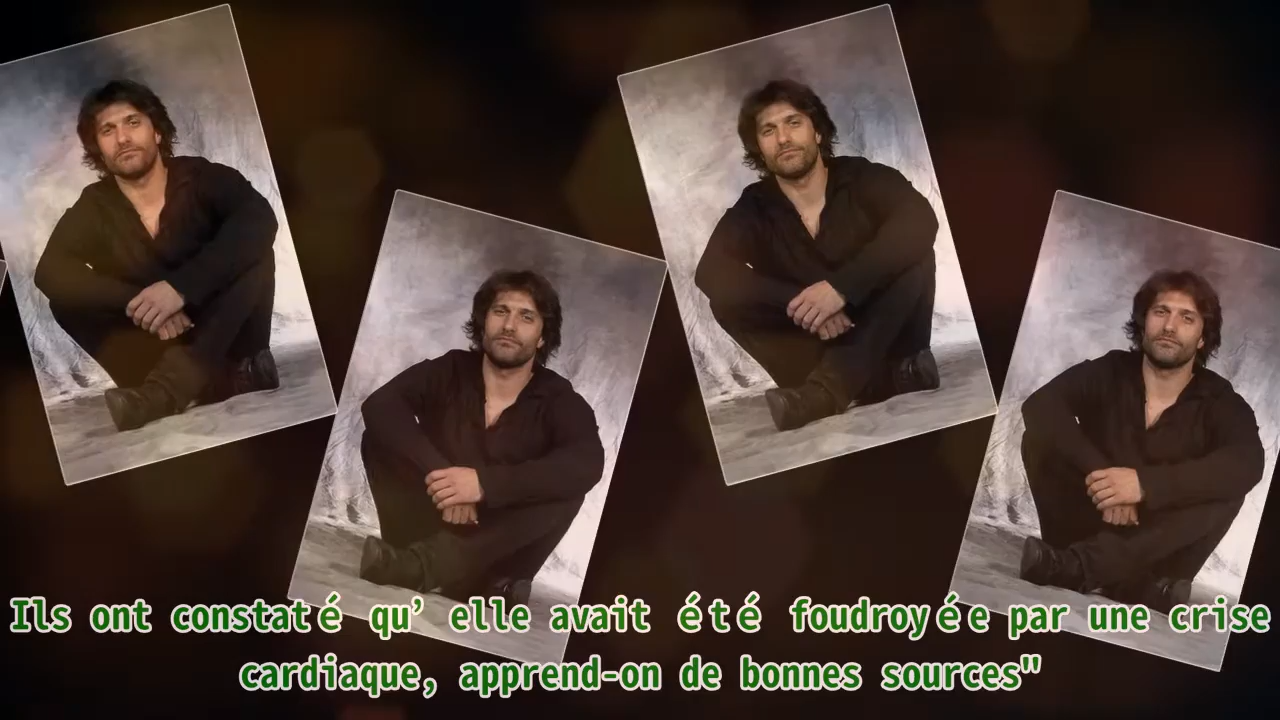 Ils ont constaté qu’ elle avait été foudroyée par une crise
cardiaque, apprend-on de bonnes sources"